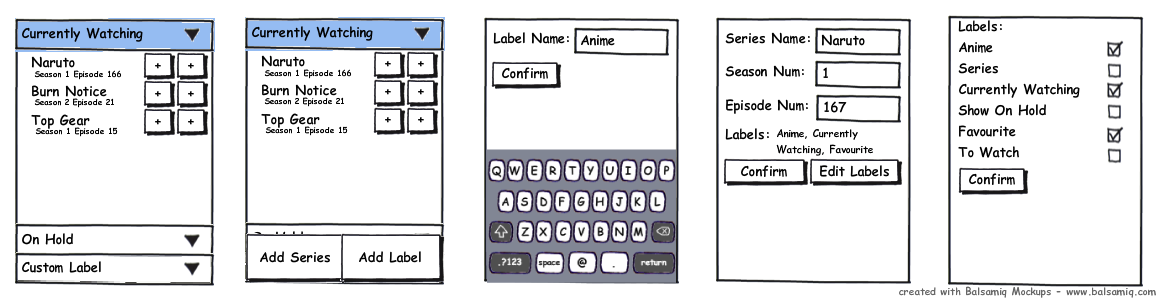 Currently Watching
Naruto
+ +
Season 1 Episode 166
Burn Notice
+ +
Season 2 Episode 21
Top Gear
+ +
Season 1 Episode 15
On Hold
Custom Label
Currently Watching
Naruto
+ +
Season 1 Episode 166
Burn Notice
+ +
Season 2 Episode 21
Top Gear
+ +
Season 1 Episode 15
Add Series Add Label
Label Name: Anime
Confirm
Q W E R T Y U I O P
A S D F G H J K L
Z X C V B N M
.?123 space @ . return
Series Name: Naruto
Season Num: 1
Episode Num: 167
Labels: Anime, Currently
Watching, Favourite
Confirm Edit Labels
Labels:
Anime
Series
Currently Watching
Show On Hold
Favourite
To Watch
Confirm
created with Balsamiq Mockups - www.balsamiq.com